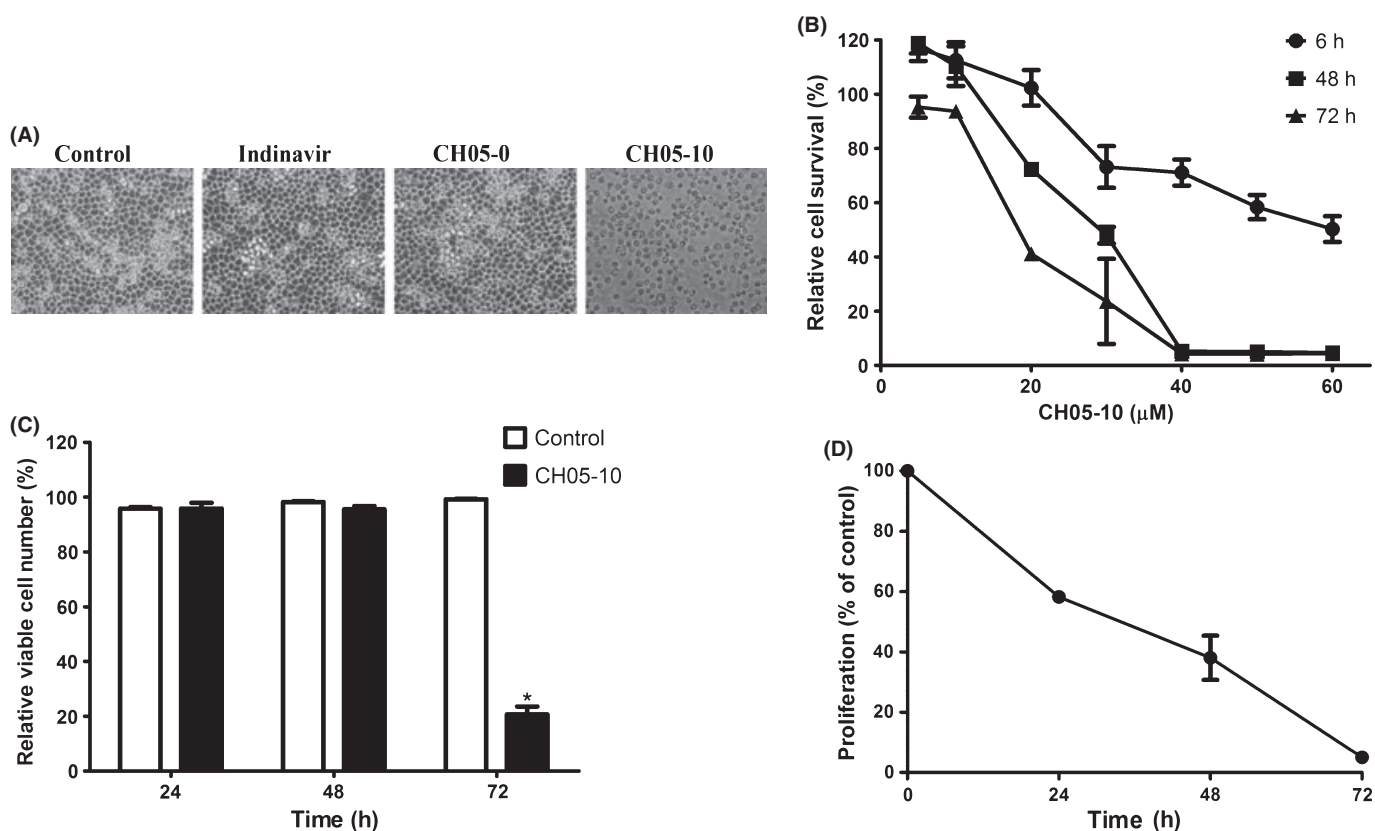 (A)
Control Indinavir CH05-0 CH05-10
(B)
Relative cell survival (%)
120
100
80
60
40
20
0
0 20 40 60
CH05-10 (μM)
6 h
48 h
72 h
(C)
Relative viable cell number (%)
120
100
80
60
40
20
0
Control
CH05-10
*
24 48 72
Time (h)
(D)
Proliferation (% of control)
100
80
60
40
20
0
0 24 48 72
Time (h)